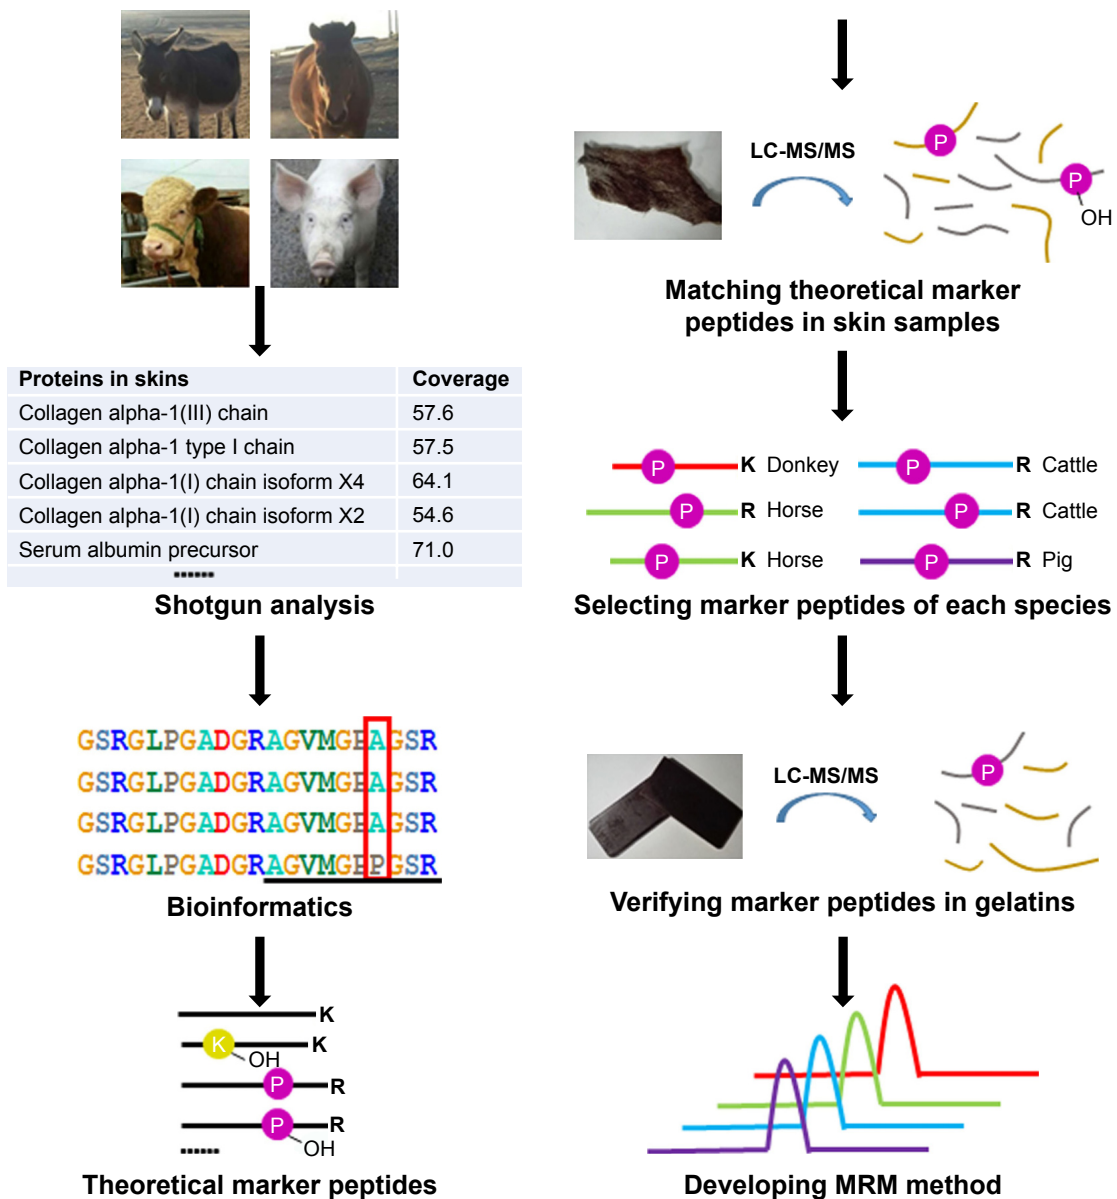 Proteins in skins Coverage
Collagen alpha-1(III) chain 57.6
Collagen alpha-1 type I chain 57.5
Collagen alpha-1(I) chain isoform X4 64.1
Collagen alpha-1(I) chain isoform X2 54.6
Serum albumin precursor 71.0
......
Shotgun analysis
GSRGLPGADGRAGVMGPAGSR
GSRGLPGADGRAGVMGPAGSR
GSRGLPGADGRAGVMGPAGSR
GSRGLPGADGRAGVMGPPGSR
Bioinformatics
K
K OH K
P R
P OH R
......
Theoretical marker peptides
LC-MS/MS
P
P
OH
Matching theoretical marker
peptides in skin samples
P K Donkey
P R Cattle
P R Horse
P R Cattle
P K Horse
P R Pig
Selecting marker peptides of each species
LC-MS/MS
P
Verifying marker peptides in gelatins
Developing MRM method